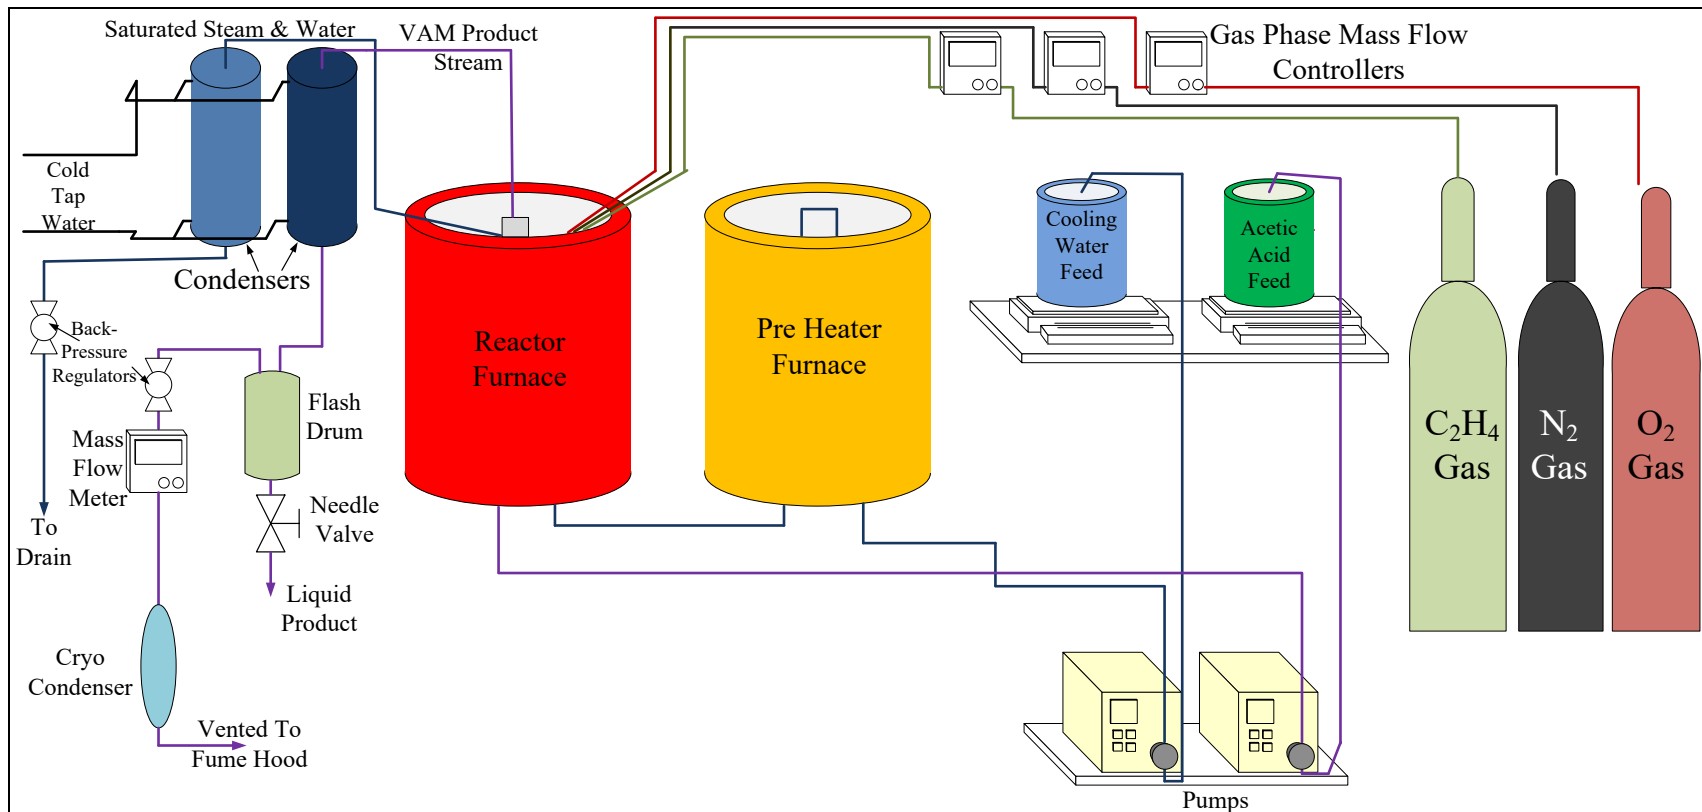 Saturated Steam & Water
VAM Product
Stream
Gas Phase Mass Flow
Controllers
Cold
Tap
Water
Condensers
Back-
Pressure
Regulators
Reactor
Furnace
Pre Heater
Furnace
Cooling
Water
Feed
Acetic
Acid
Feed
Flash
Drum
Mass
Flow
Meter
Needle
Valve
To
Drain
Liquid
Product
Cryo
Condenser
Vented To
Fume Hood
C₂H₄
Gas
N₂
Gas
O₂
Gas
Pumps